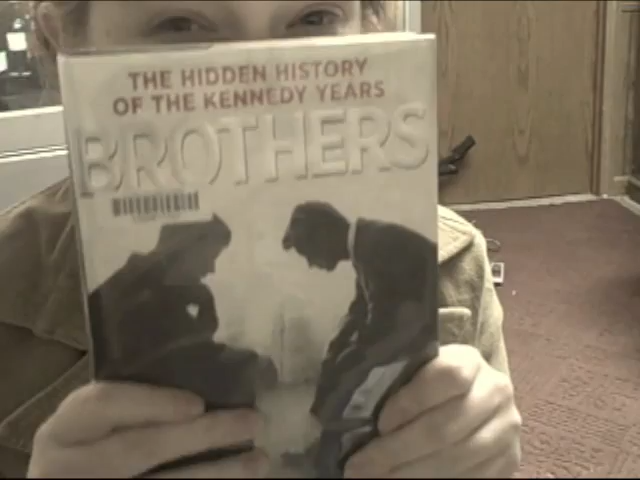 THE HIDDEN HISTORY
OF THE KENNEDY YEARS
BROTHERS